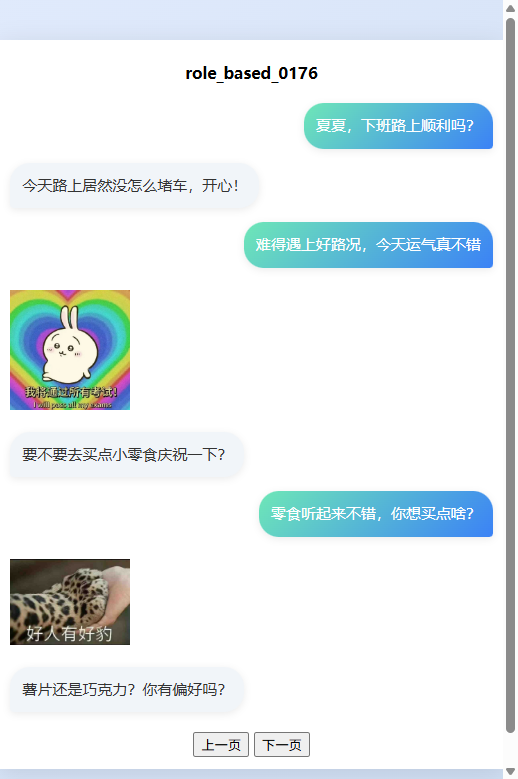 role_based_0176
夏夏，下班路上顺利吗？
今天路上居然没怎么堵车，开心！
难得遇上好路况，今天运气真不错
我将通过所有考试！
I will pass all my exams
要不要去买点小零食庆祝一下？
零食听起来不错，你想买点啥？
好人有好豹
薯片还是巧克力？你有偏好吗？
上一页 下一页